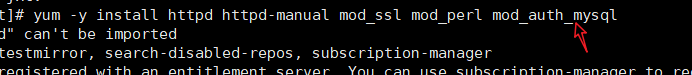 t]# yum -y install httpd httpd-manual mod_ssl mod_perl mod_auth_mysql
d" can't be imported
testmirror, search-disabled-repos, subscription-manager
registered with an entitlement server. You can use subscription-manager to re